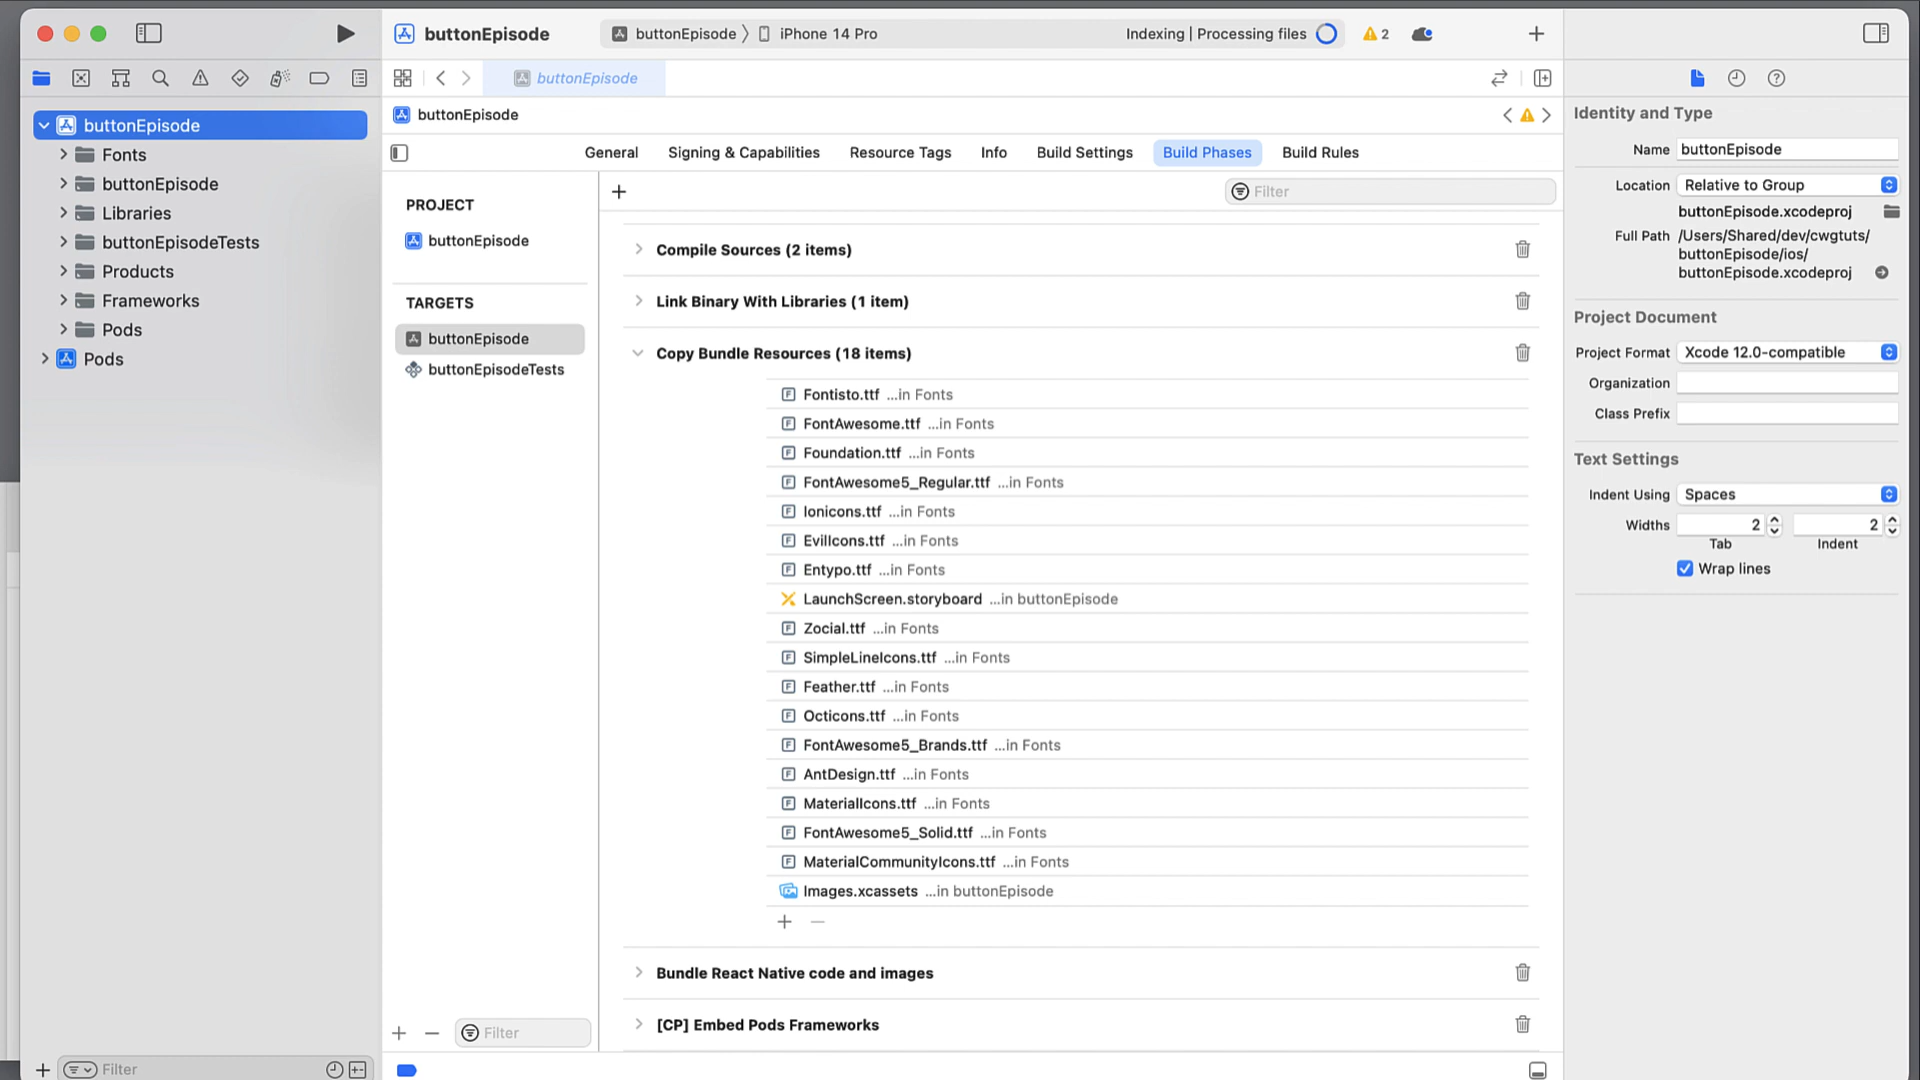 buttonEpisode
buttonEpisode
iPhone 14 Pro
Indexing | Processing files
2
buttonEpisode
Fonts
buttonEpisode
Libraries
buttonEpisodeTests
Products
Frameworks
Pods
Pods
Filter
buttonEpisode
buttonEpisode
General
Signing & Capabilities
Resource Tags
Info
Build Settings
Build Phases
Build Rules
PROJECT
buttonEpisode
TARGETS
buttonEpisode
buttonEpisodeTests
Filter
Filter
Compile Sources (2 items)
Link Binary With Libraries (1 item)
Copy Bundle Resources (18 items)
Fontisto.ttf ...in Fonts
FontAwesome.ttf ...in Fonts
Foundation.ttf ...in Fonts
FontAwesome5_Regular.ttf ...in Fonts
Ionicons.ttf ...in Fonts
EvilIcons.ttf ...in Fonts
Entypo.ttf ...in Fonts
LaunchScreen.storyboard ...in buttonEpisode
Zocial.ttf ...in Fonts
SimpleLineIcons.ttf ...in Fonts
Feather.ttf ...in Fonts
Octicons.ttf ...in Fonts
FontAwesome5_Brands.ttf ...in Fonts
AntDesign.ttf ...in Fonts
MaterialIcons.ttf ...in Fonts
FontAwesome5_Solid.ttf ...in Fonts
MaterialCommunityIcons.ttf ...in Fonts
Images.xcassets ...in buttonEpisode
Bundle React Native code and images
[CP] Embed Pods Frameworks
Identity and Type
Name buttonEpisode
Location Relative to Group
buttonEpisode.xcodeproj
Full Path /Users/Shared/dev/cwgtuts/
buttonEpisode/ios/
buttonEpisode.xcodeproj
Project Document
Project Format Xcode 12.0-compatible
Organization
Class Prefix
Text Settings
Indent Using Spaces
Widths 2 2
Tab Indent
Wrap lines